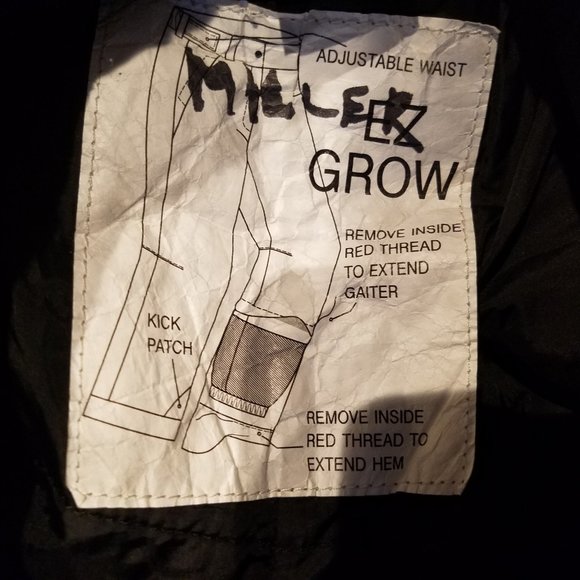 ADJUSTABLE WAIST
MILLER
EZ
GROW
REMOVE INSIDE
RED THREAD
TO EXTEND
GAITER
KICK
PATCH
REMOVE INSIDE
RED THREAD TO
EXTEND HEM